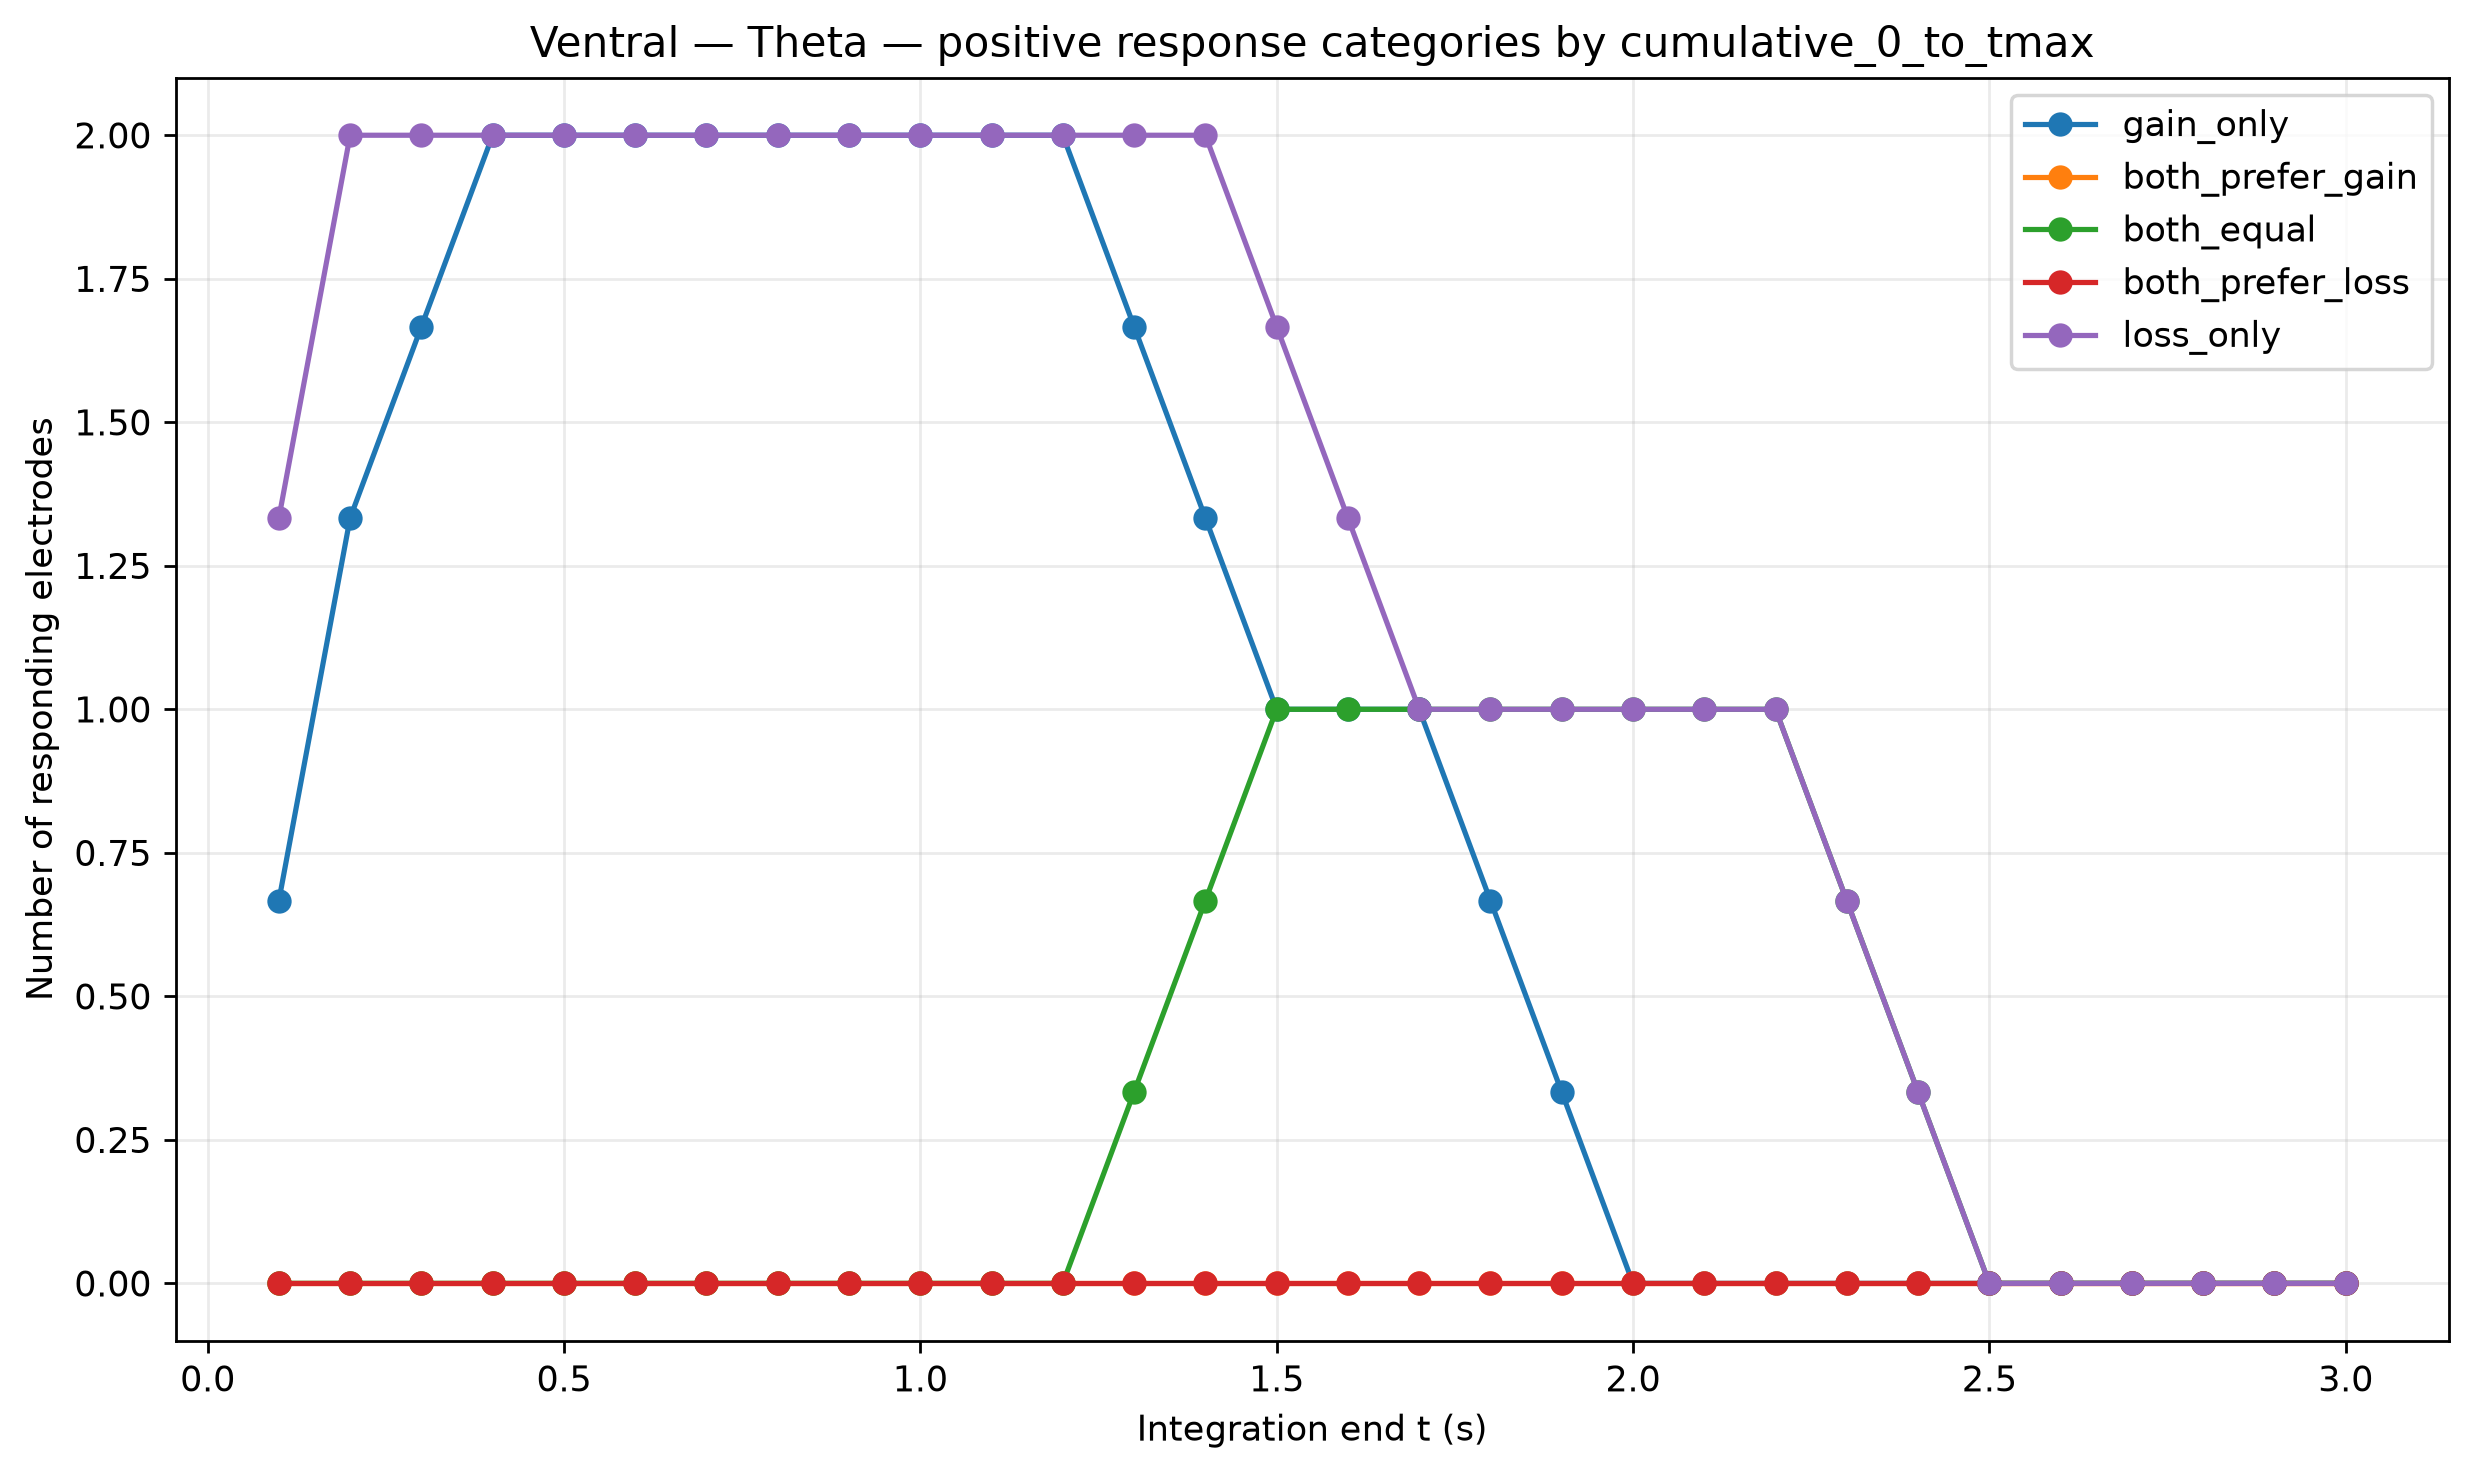 Ventral — Theta — positive response categories by cumulative_0_to_tmax
gain_only
both_prefer_gain
both_equal
both_prefer_loss
loss_only
Number of responding electrodes
2.00
1.75
1.50
1.25
1.00
0.75
0.50
0.25
0.00
0.0 0.5 1.0 1.5 2.0 2.5 3.0
Integration end t (s)